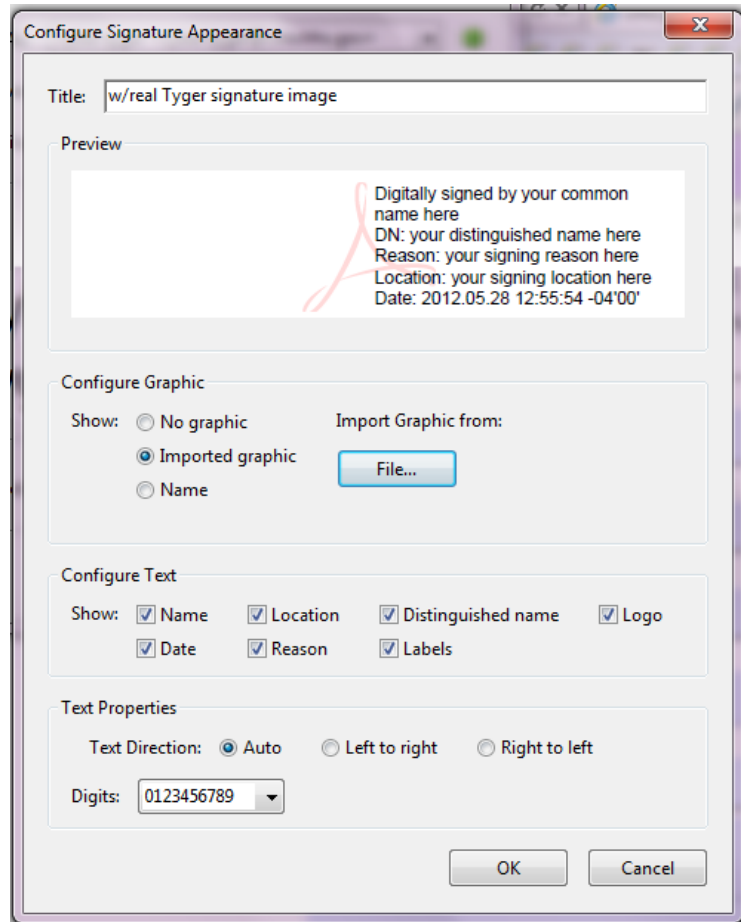 Configure Signature Appearance
Title: w/real Tyger signature image
Preview
Digitally signed by your common
name here
DN: your distinguished name here
Reason: your signing reason here
Location: your signing location here
Date: 2012.05.28 12:55:54 -04'00'
Configure Graphic
Show: No graphic Import Graphic from:
Imported graphic File...
Name
Configure Text
Show: Name Location Distinguished name Logo
Date Reason Labels
Text Properties
Text Direction: Auto Left to right Right to left
Digits: 0123456789
OK Cancel